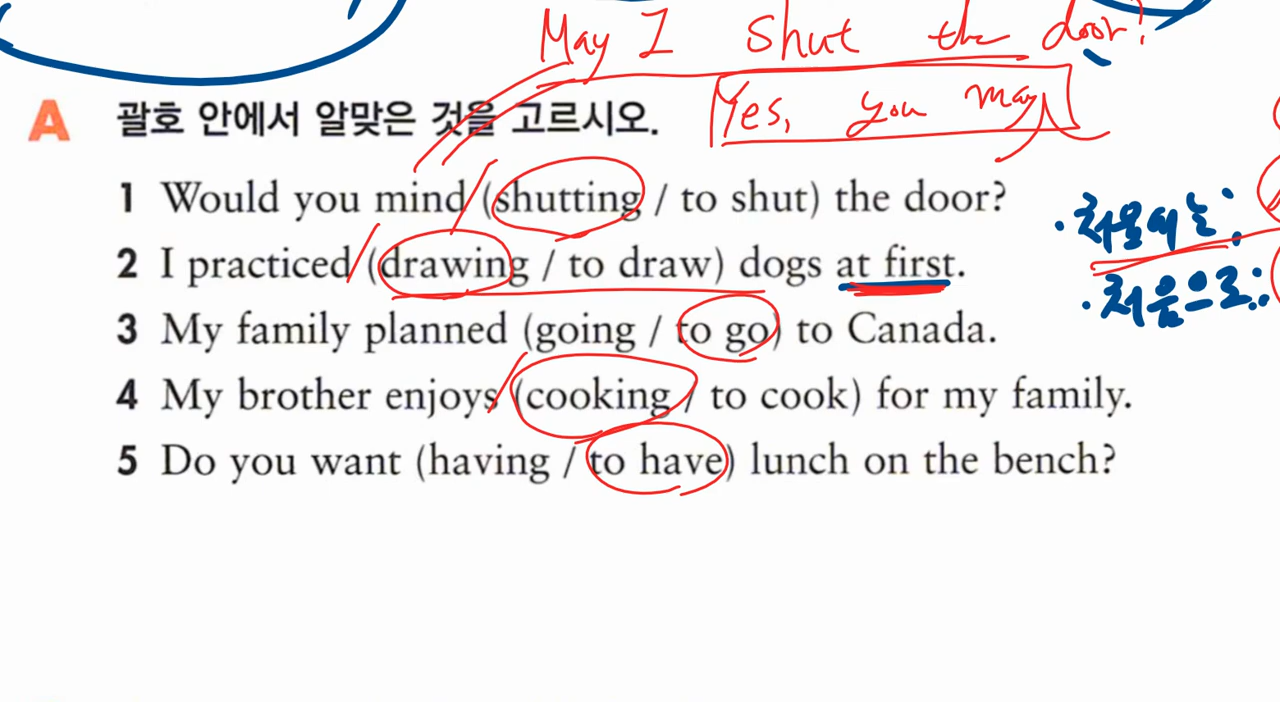 May I shut the door?
Yes, you may
A 괄호 안에서 알맞은 것을 고르시오.
1 Would you mind (shutting / to shut) the door?
2 I practiced (drawing / to draw) dogs at first.
3 My family planned (going / to go) to Canada.
4 My brother enjoys (cooking / to cook) for my family.
5 Do you want (having / to have) lunch on the bench?
· 처음에는 :
· 처음으로 :